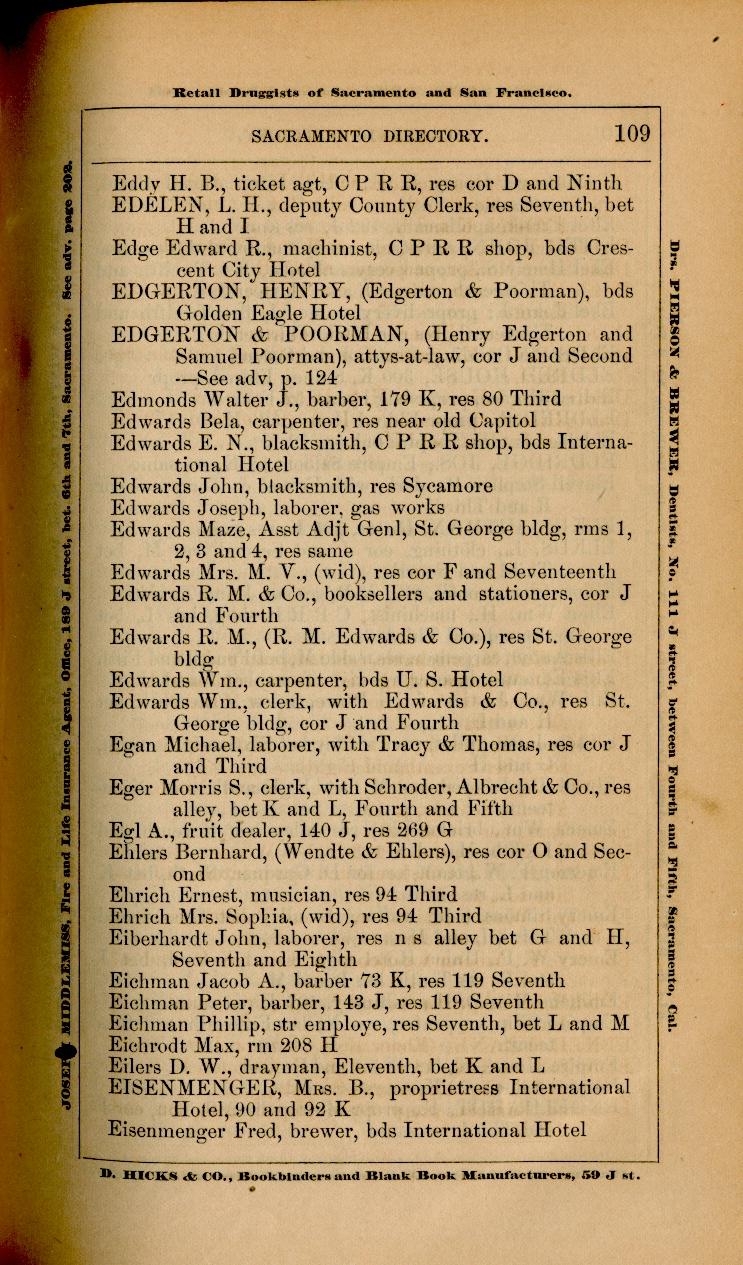 Retail Druggists of Sacramento and San Francisco.
SACRAMENTO DIRECTORY. 109
Eddy H. B., ticket agt, C P R R, res cor D and Ninth
EDELEN, L. H., deputy County Clerk, res Seventh, bet
H and I
Edge Edward R., machinist, C P R R shop, bds Cres-
cent City Hotel
EDGERTON, HENRY, (Edgerton & Poorman), bds
Golden Eagle Hotel
EDGERTON & POORMAN, (Henry Edgerton and
Samuel Poorman), attys-at-law, cor J and Second
—See adv, p. 124
Edmonds Walter J., barber, 179 K, res 80 Third
Edwards Bela, carpenter, res near old Capitol
Edwards E. N., blacksmith, C P R R shop, bds Interna-
tional Hotel
Edwards John, blacksmith, res Sycamore
Edwards Joseph, laborer, gas works
Edwards Maze, Asst Adjt Genl, St. George bldg, rms 1,
2, 3 and 4, res same
Edwards Mrs. M. V., (wid), res cor F and Seventeenth
Edwards R. M. & Co., booksellers and stationers, cor J
and Fourth
Edwards R. M., (R. M. Edwards & Co.), res St. George
bldg
Edwards Wm., carpenter, bds U. S. Hotel
Edwards Wm., clerk, with Edwards & Co., res St.
George bldg, cor J and Fourth
Egan Michael, laborer, with Tracy & Thomas, res cor J
and Third
Eger Morris S., clerk, with Schroder, Albrecht & Co., res
alley, bet K and L, Fourth and Fifth
Egl A., fruit dealer, 140 J, res 269 G
Ehlers Bernhard, (Wendte & Ehlers), res cor O and Sec-
ond
Ehrich Ernest, musician, res 94 Third
Ehrich Mrs. Sophia, (wid), res 94 Third
Eiberhardt John, laborer, res n s alley bet G and H,
Seventh and Eighth
Eichman Jacob A., barber 73 K, res 119 Seventh
Eichman Peter, barber, 143 J, res 119 Seventh
Eichman Phillip, str employe, res Seventh, bet L and M
Eichrodt Max, rm 208 H
Eilers D. W., drayman, Eleventh, bet K and L
EISENMENGER, MRS. B., proprietress International
Hotel, 90 and 92 K
Eisenmenger Fred, brewer, bds International Hotel
D. HICKS & CO., Bookbinders and Blank Book Manufacturers, 59 J st.
JOSEPH MIDDLEMISS, Fire and Life Insurance Agent, Office, 189 J street, bet. 6th and 7th, Sacramento. See adv. page 202.
Drs. PIERSON & BREWER, Dentists, No. 111 J street, between Fourth and Fifth, Sacramento, Cal.